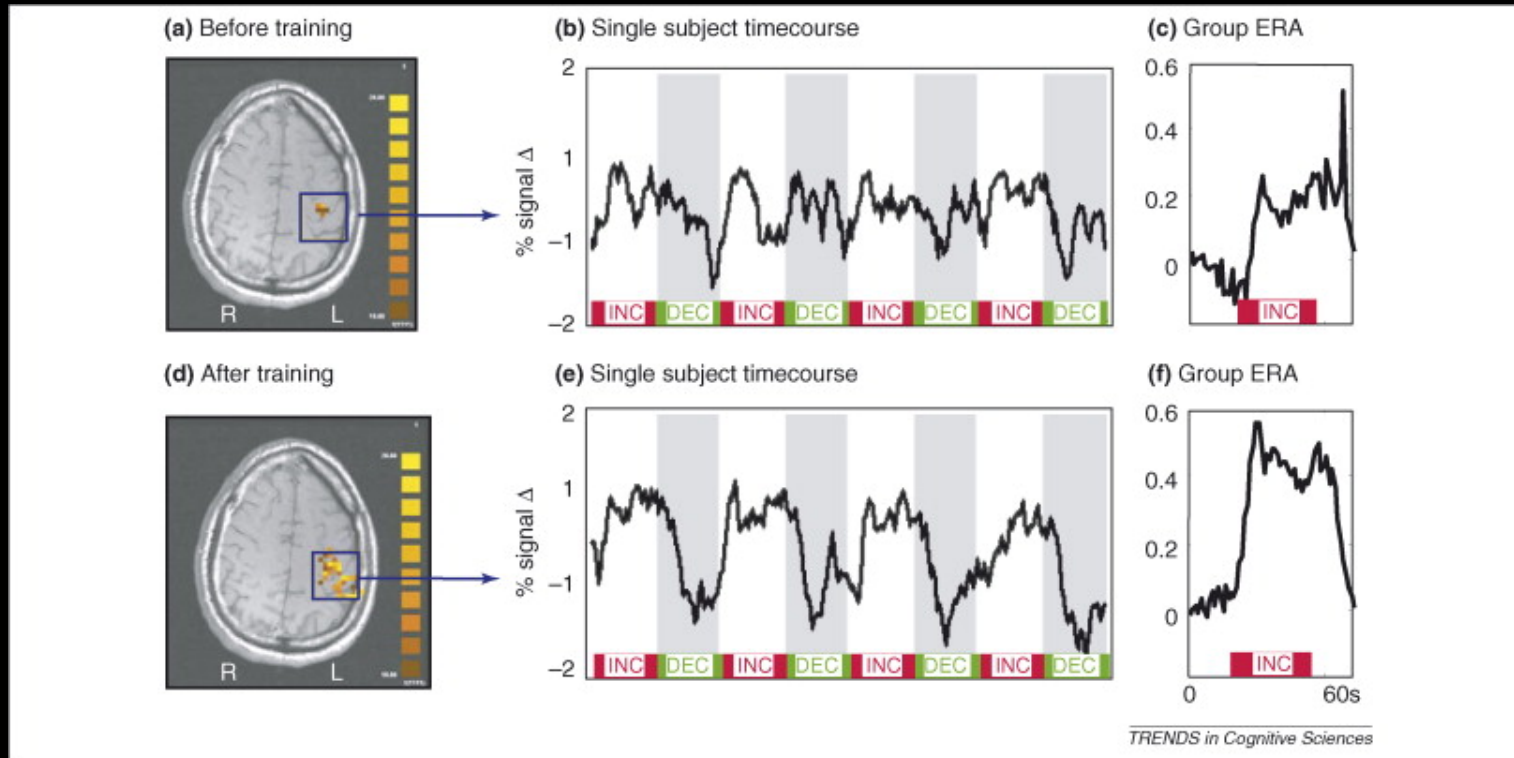 (a) Before training
(b) Single subject timecourse
(c) Group ERA
R L
% signal Δ
2
1
−1
−2
INC DEC INC DEC INC DEC INC DEC
0.6
0.4
0.2
0
INC
(d) After training
(e) Single subject timecourse
(f) Group ERA
R L
% signal Δ
2
1
−1
−2
INC DEC INC DEC INC DEC INC DEC
0.6
0.4
0.2
0
INC
0 60s
TRENDS in Cognitive Sciences